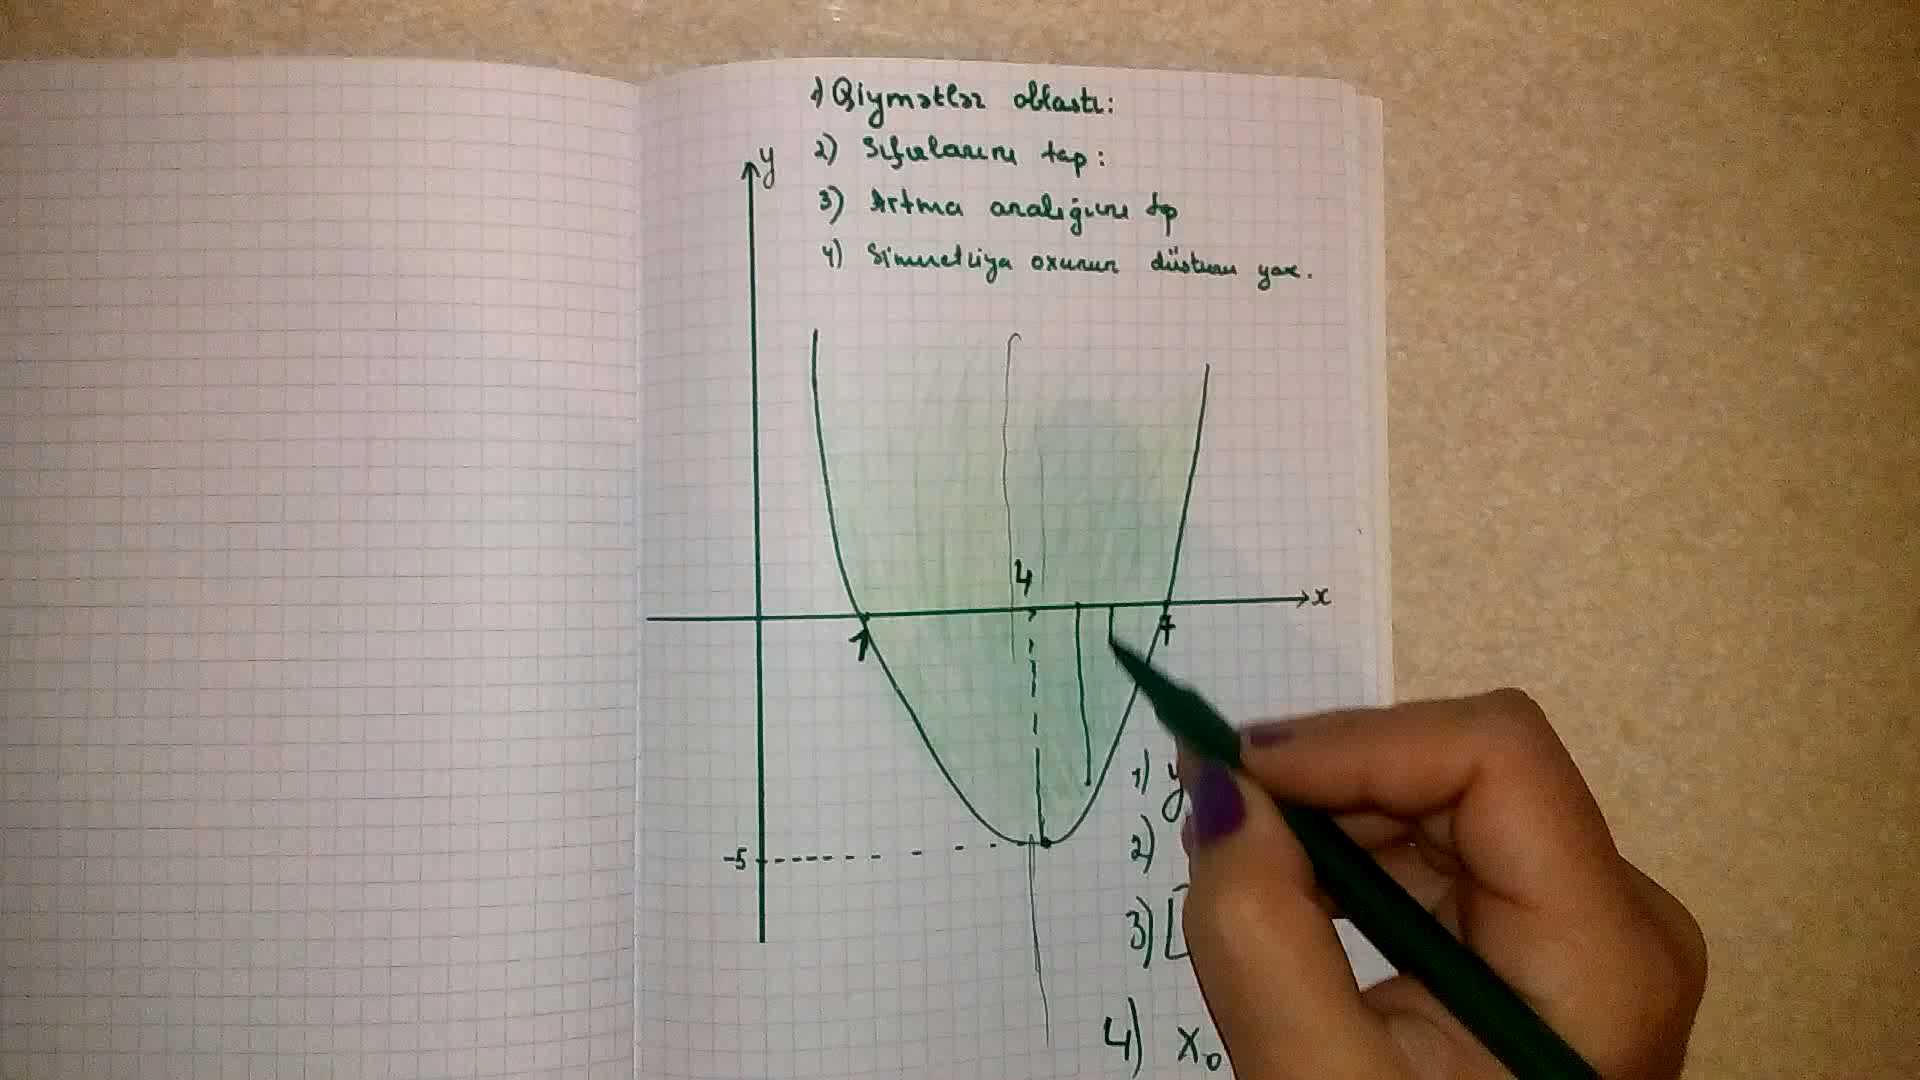 1) Qiymətlər oblastı:
2) Sıfırlarını tap:
3) Artma aralığını tap
4) Simmetriya oxunun düsturu yaz.
y
4
x
1
7
-5
1) y
2)
3) [
4) x₀